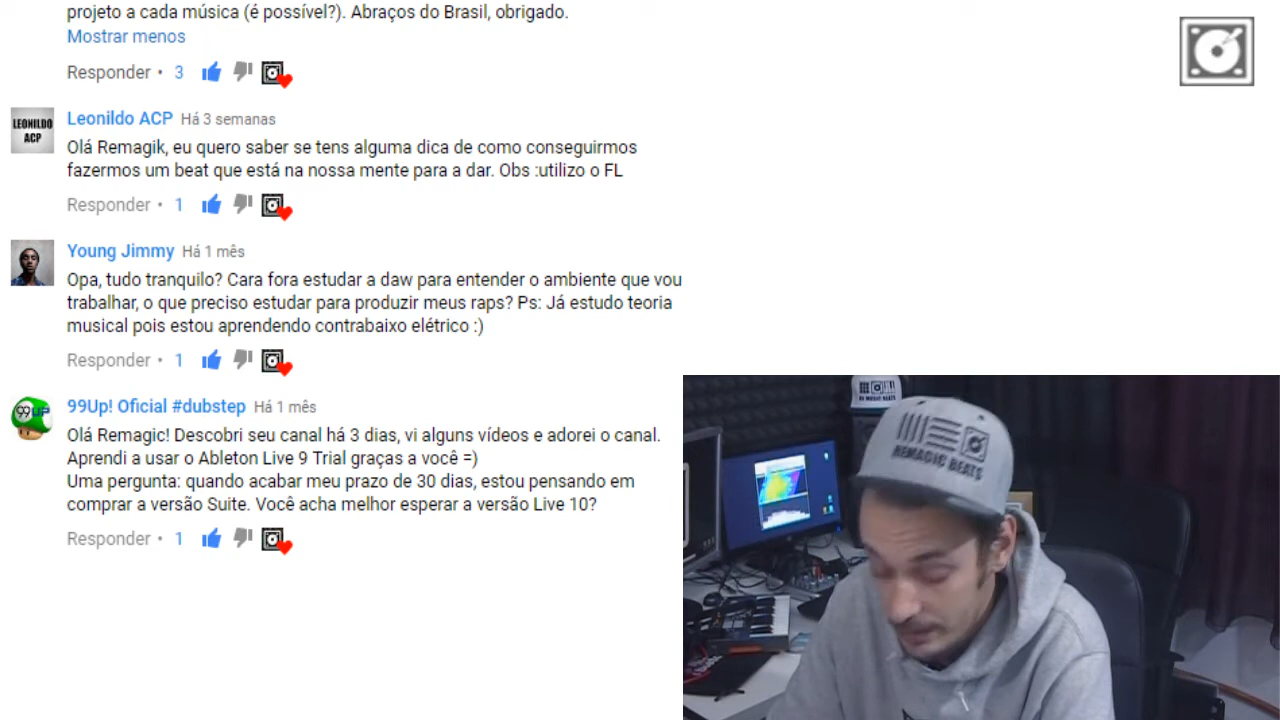 projeto a cada música (é possível?). Abraços do Brasil, obrigado.
Mostrar menos
Responder • 3
LEONILDO
ACP
Leonildo ACP Há 3 semanas
Olá Remagik, eu quero saber se tens alguma dica de como conseguirmos
fazermos um beat que está na nossa mente para a dar. Obs :utilizo o FL
Responder • 1
Young Jimmy Há 1 mês
Opa, tudo tranquilo? Cara fora estudar a daw para entender o ambiente que vou
trabalhar, o que preciso estudar para produzir meus raps? Ps: Já estudo teoria
musical pois estou aprendendo contrabaixo elétrico :)
Responder • 1
99UP
99Up! Oficial #dubstep Há 1 mês
Olá Remagic! Descobri seu canal há 3 dias, vi alguns vídeos e adorei o canal.
Aprendi a usar o Ableton Live 9 Trial graças a você =)
Uma pergunta: quando acabar meu prazo de 30 dias, estou pensando em
comprar a versão Suite. Você acha melhor esperar a versão Live 10?
Responder • 1
REMAGIC BEATS